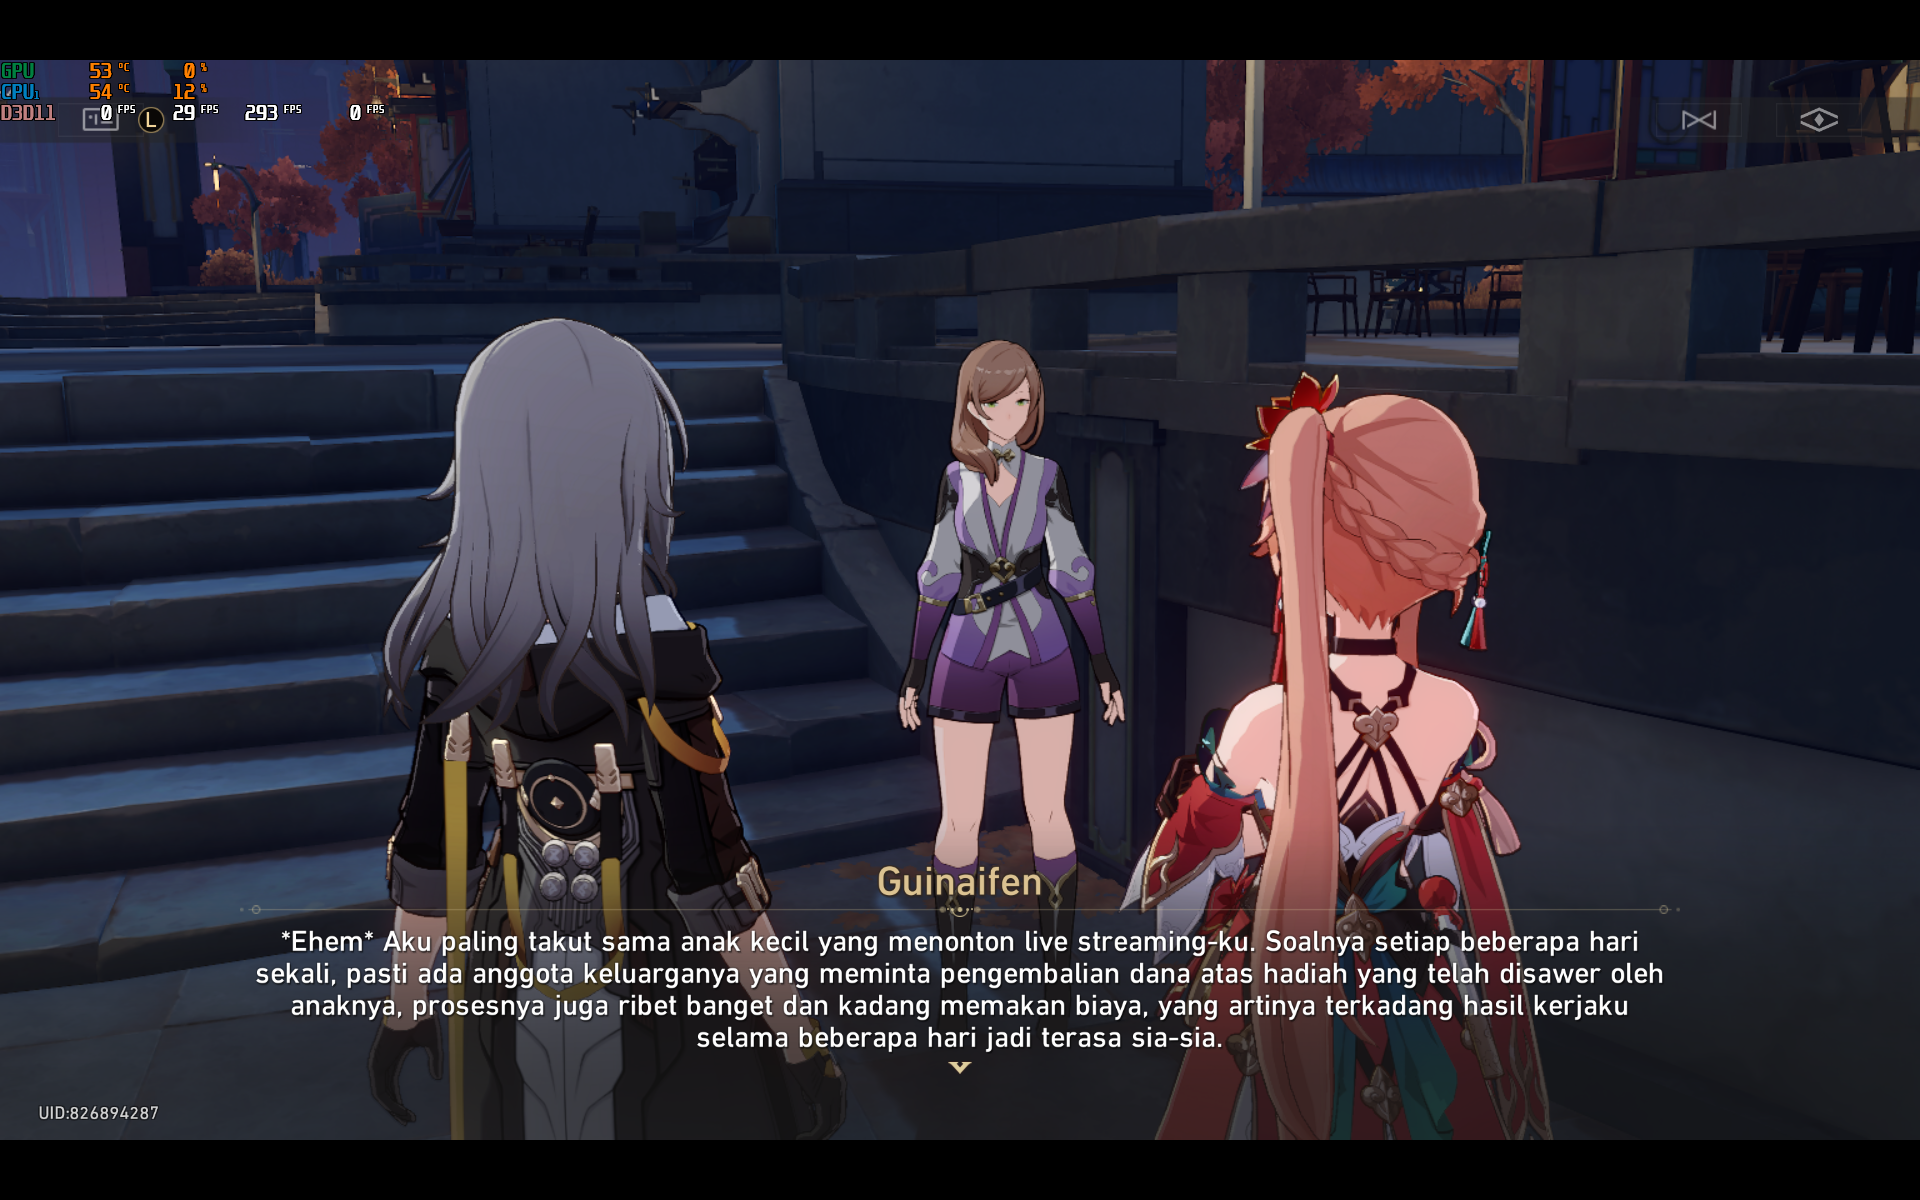 GPU 53 °C 0 %
CPU1 54 °C 12 %
D3D11 0 FPS 29 FPS 293 FPS 0 FPS
L
Guinaifen
*Ehem* Aku paling takut sama anak kecil yang menonton live streaming-ku. Soalnya setiap beberapa hari
sekali, pasti ada anggota keluarganya yang meminta pengembalian dana atas hadiah yang telah disawer oleh
anaknya, prosesnya juga ribet banget dan kadang memakan biaya, yang artinya terkadang hasil kerjaku
selama beberapa hari jadi terasa sia-sia.
UID:826894287